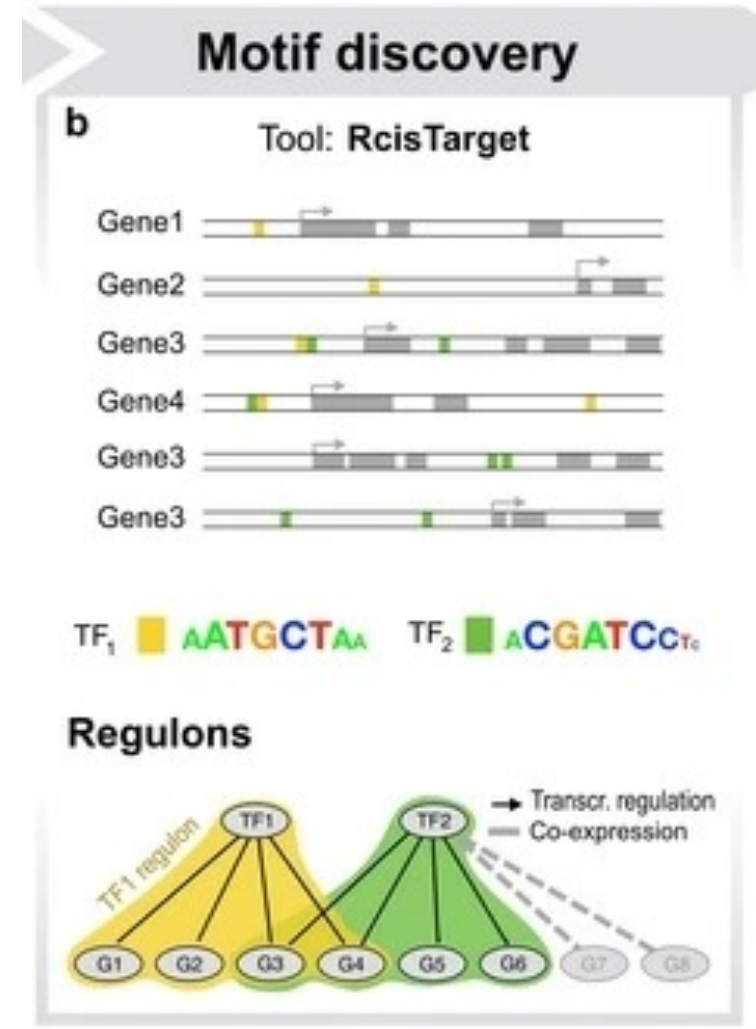 Motif discovery
b
Tool: RcisTarget
Gene1
Gene2
Gene3
Gene4
Gene3
Gene3
TF1 AATGCTAA TF2 ACGATCCTC
Regulons
Transcr. regulation
Co-expression
TF1 regulon
TF1 TF2
G1 G2 G3 G4 G5 G6 G7 G8